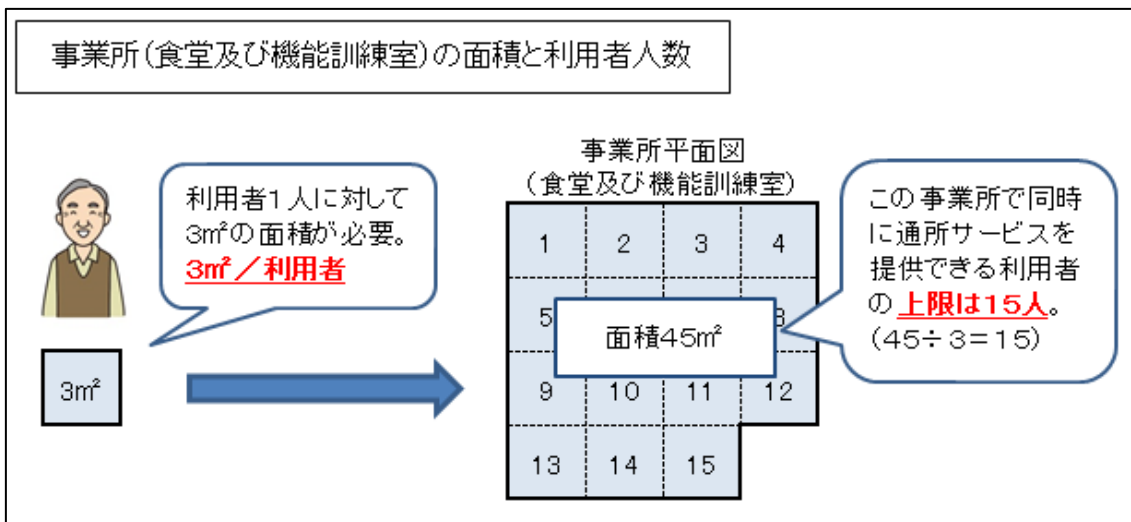 事業所(食堂及び機能訓練室)の面積と利用者人数
利用者1人に対して
3㎡の面積が必要。
3㎡/利用者
3㎡
事業所平面図
(食堂及び機能訓練室)
1 2 3 4
5 8
面積45㎡
9 10 11 12
13 14 15
この事業所で同時
に通所サービスを
提供できる利用者
の上限は15人。
(45÷3=15)